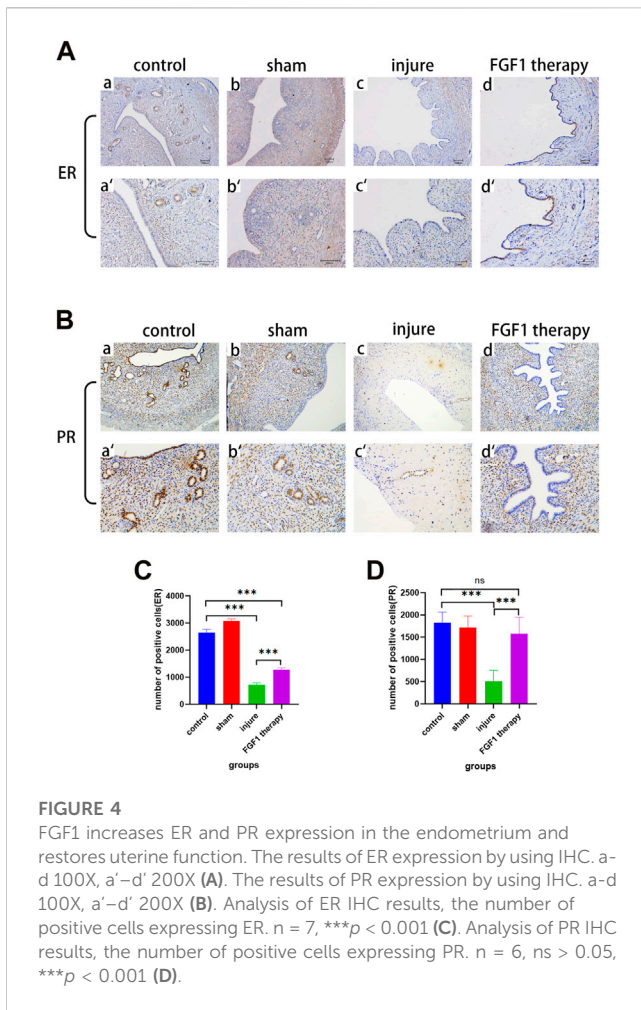 A
control sham injure FGF1 therapy
a b c d
ER
a' b' c' d'
B
control sham injure FGF1 therapy
a b c d
PR
a' b' c' d'
C
number of positive cells(ER)
4000
3000
2000
1000
0
***
***
***
control sham injure FGF1 therapy
groups
D
number of positive cells(PR)
2000
1500
1000
500
0
ns
***
***
control sham injure FGF1 therapy
groups
FIGURE 4
FGF1 increases ER and PR expression in the endometrium and
restores uterine function. The results of ER expression by using IHC. a-
d 100X, a′–d′ 200X (A). The results of PR expression by using IHC. a-d
100X, a′–d′ 200X (B). Analysis of ER IHC results, the number of
positive cells expressing ER. n = 7, ***p < 0.001 (C). Analysis of PR IHC
results, the number of positive cells expressing PR. n = 6, ns > 0.05,
***p < 0.001 (D).